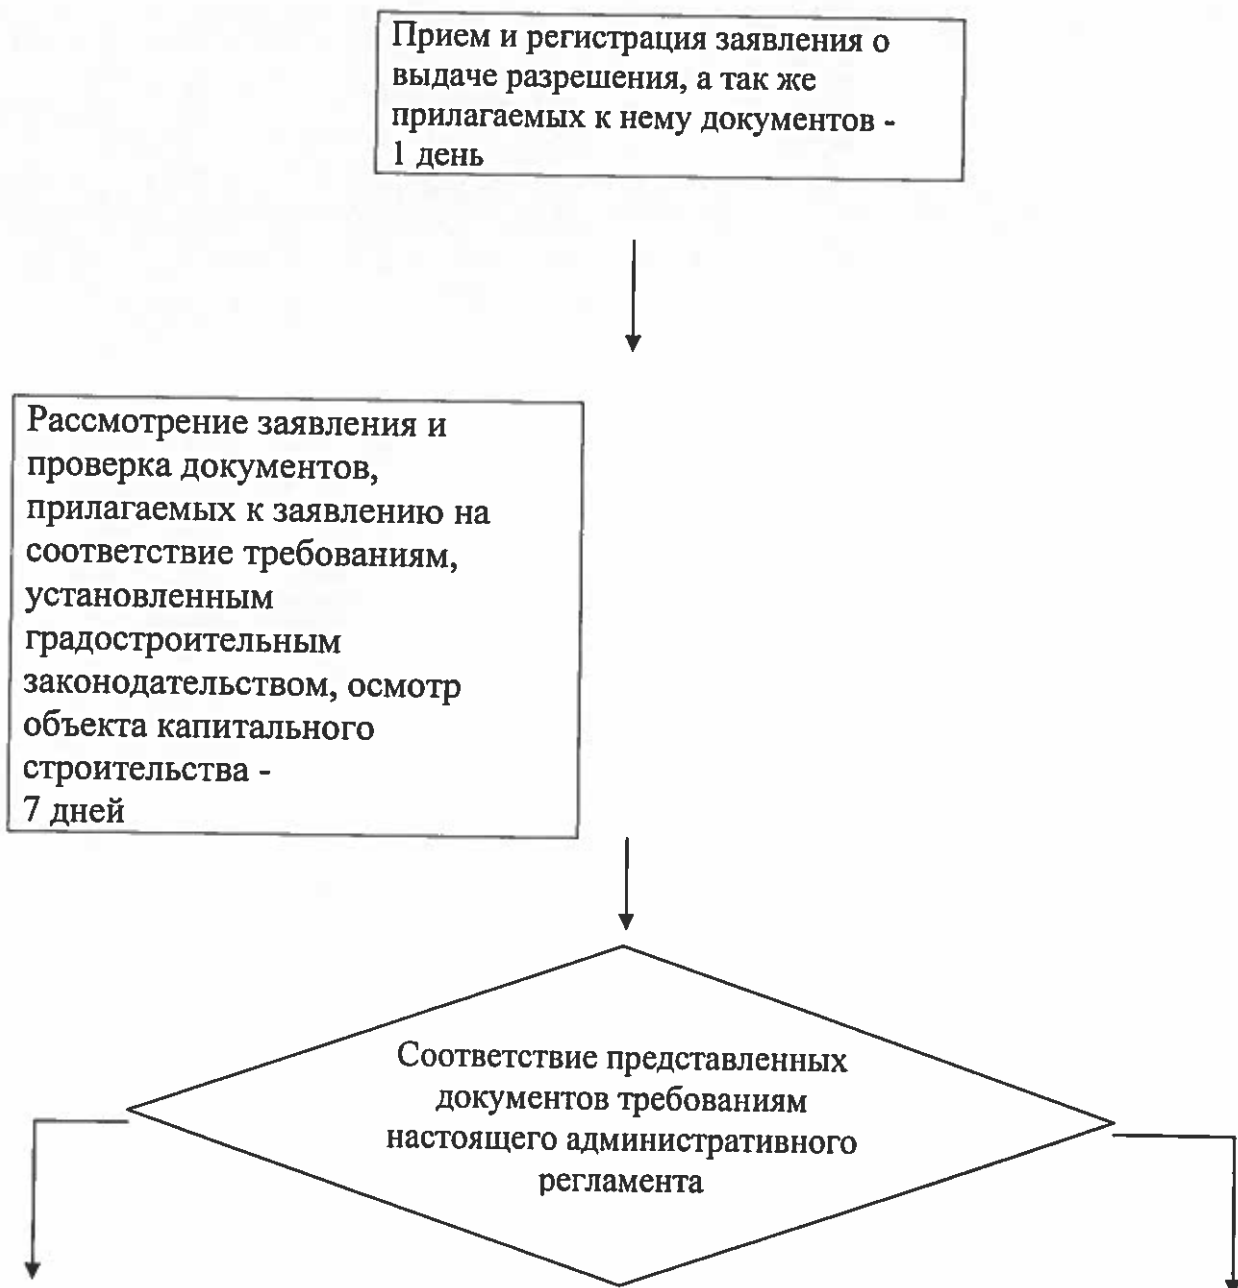 Прием и регистрация заявления о
выдаче разрешения, а так же
прилагаемых к нему документов -
1 день
Рассмотрение заявления и
проверка документов,
прилагаемых к заявлению на
соответствие требованиям,
установленным
градостроительным
законодательством, осмотр
объекта капитального
строительства -
7 дней
Соответствие представленных
документов требованиям
настоящего административного
регламента